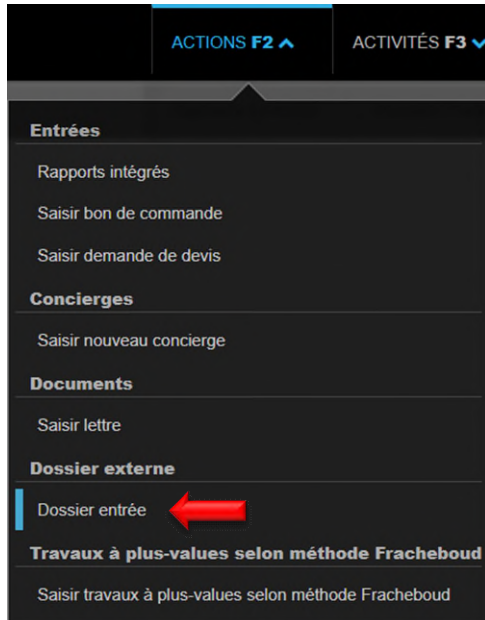 ACTIONS F2 ACTIVITÉS F3
Entrées
Rapports intégrés
Saisir bon de commande
Saisir demande de devis
Concierges
Saisir nouveau concierge
Documents
Saisir lettre
Dossier externe
Dossier entrée
Travaux à plus-values selon méthode Fracheboud
Saisir travaux à plus-values selon méthode Fracheboud